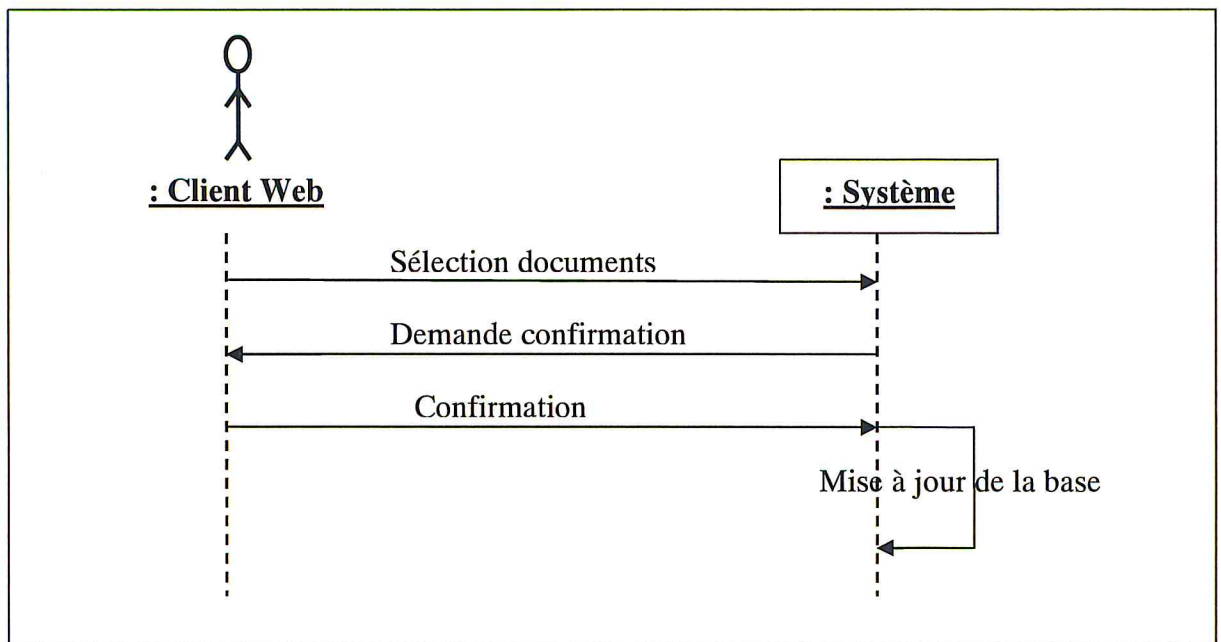 : Client Web
: Système
Sélection documents
Demande confirmation
Confirmation
Mise à jour de la base